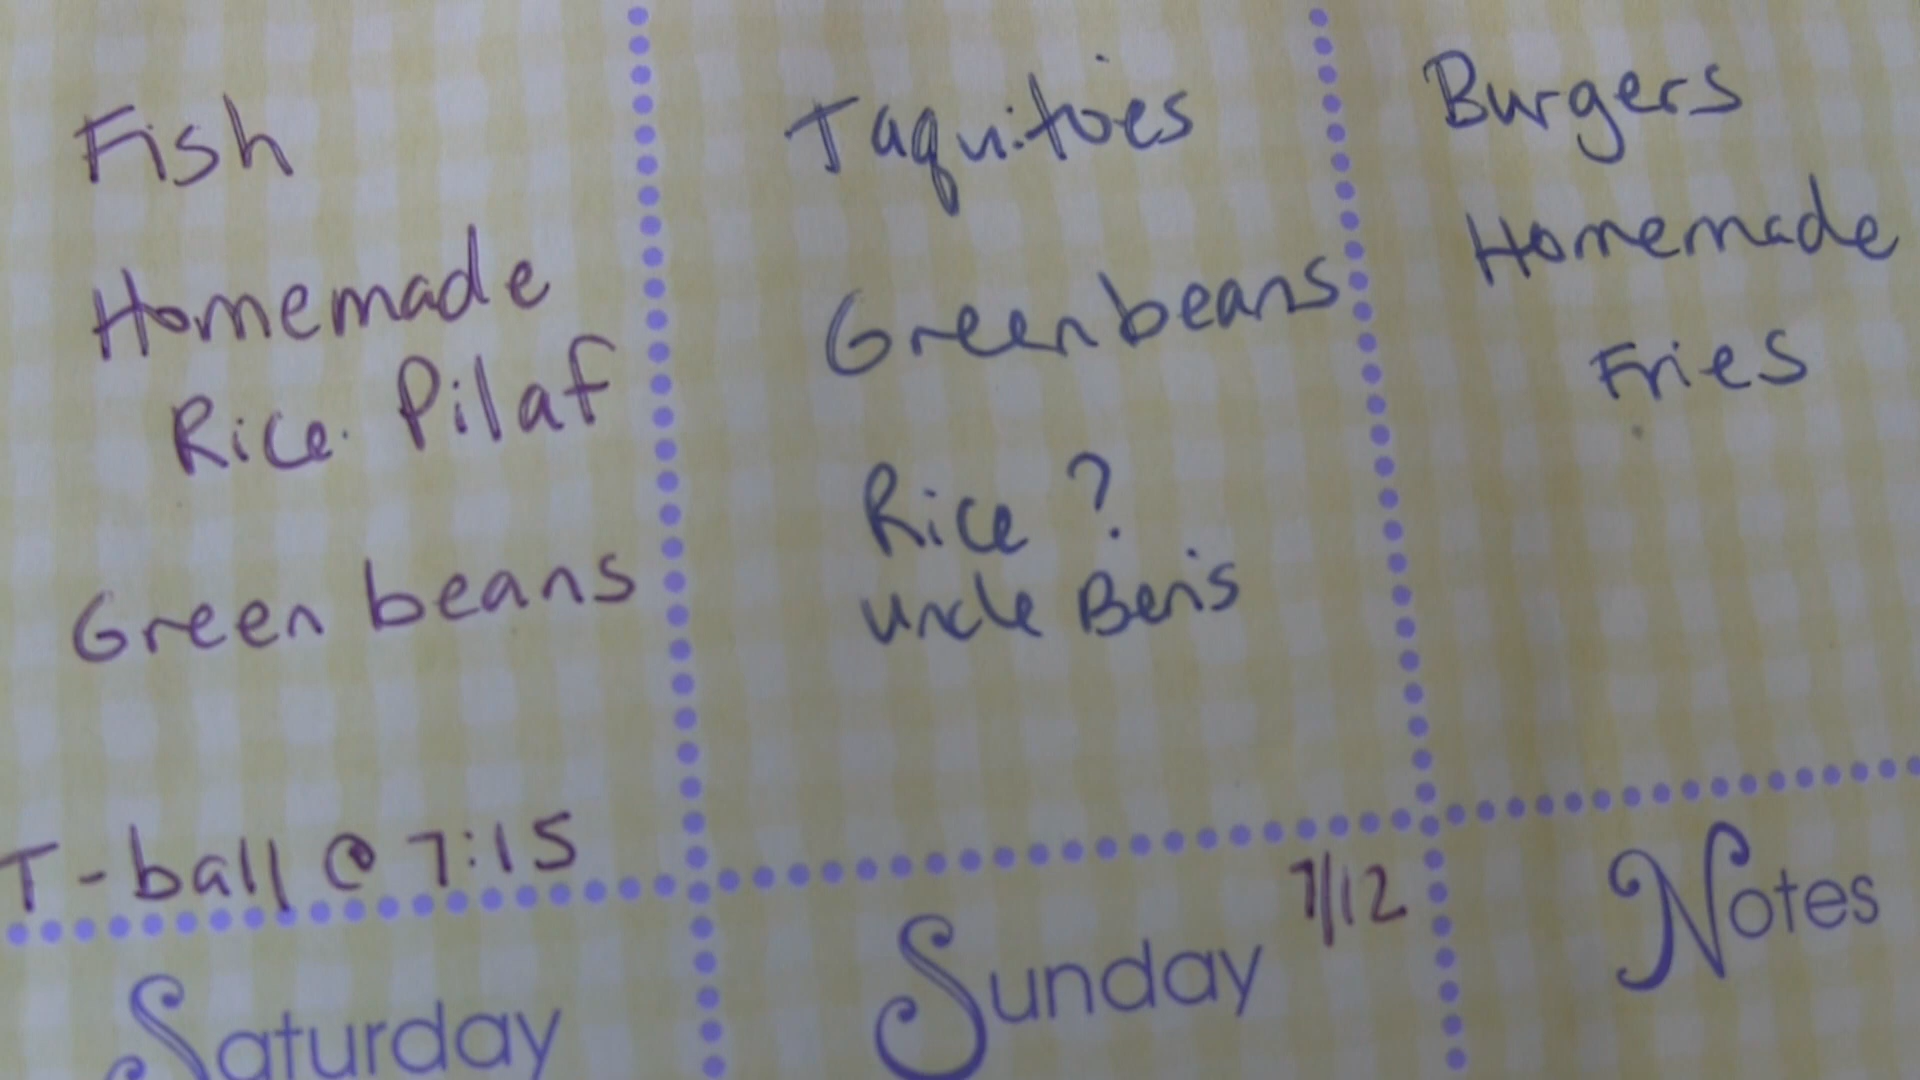 Fish
Homemade
Rice Pilaf
Green beans
T-ball @ 7:15
Taquitoes
Greenbeans
Rice ?
uncle Ben's
Burgers
Homemade
Fries
Saturday
Sunday 7/12
Notes